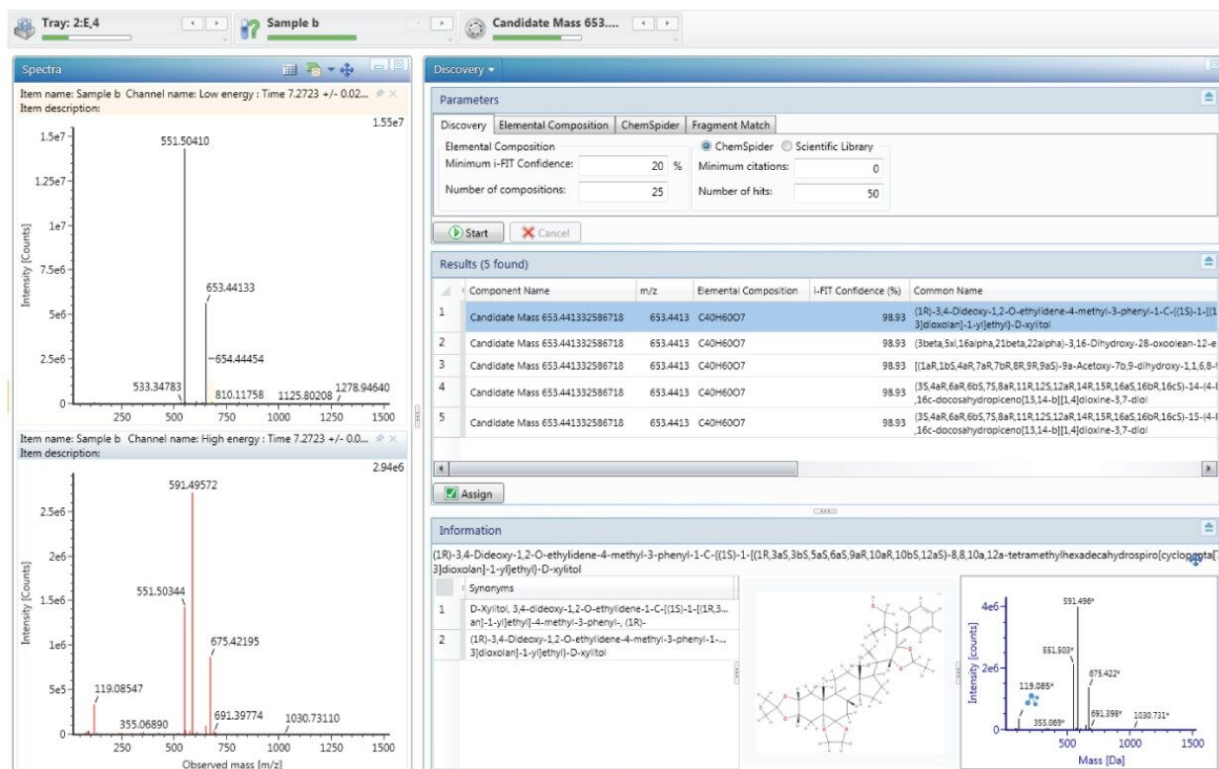 Tray: 2:E,4
Sample b
Candidate Mass 653....
Spectra
Item name: Sample b Channel name: Low energy : Time 7.2723 +/- 0.02...
Item description:
1.55e7
1.5e7
551.50410
1.25e7
1e7
7.5e6
653.44133
5e6
654.44454
2.5e6
533.34783
810.11758
1125.80208
1278.94640
0
250
500
750
1000
1250
1500
Intensity [Counts]
Item name: Sample b Channel name: High energy : Time 7.2723 +/- 0.0...
Item description:
2.94e6
591.49572
2.5e6
2e6
551.50344
1.5e6
675.42195
1e6
119.08547
5e5
355.06890
691.39774
1030.73110
0
250
500
750
1000
1250
1500
Intensity [Counts]
Observed mass [m/z]
Discovery
Parameters
Discovery
Elemental Composition
ChemSpider
Fragment Match
Elemental Composition
Minimum i-FIT Confidence:
20 %
Number of compositions:
25
ChemSpider
Scientific Library
Minimum citations:
0
Number of hits:
50
Start
Cancel
Results (5 found)
Component Name m/z Elemental Composition i-FIT Confidence (%) Common Name
1 Candidate Mass 653.441332586718 653.4413 C40H60O7 98.93 (1R)-3,4-Dideoxy-1,2-O-ethylidene-4-methyl-3-phenyl-1-C-[(1S)-1-[(1
3]dioxolan]-1-yl]ethyl}-D-xylitol
2 Candidate Mass 653.441332586718 653.4413 C40H60O7 98.93 (3beta,5xi,16alpha,21beta,22alpha)-3,16-Dihydroxy-28-oxoolean-12-e
3 Candidate Mass 653.441332586718 653.4413 C40H60O7 98.93 [(1aR,1bS,4aR,7aR,7bR,8R,9R,9aS)-9a-Acetoxy-7b,9-dihydroxy-1,1,6,8-
4 Candidate Mass 653.441332586718 653.4413 C40H60O7 98.93 (3S,4aR,6aR,6bS,7S,8aR,11R,12S,12aR,14R,15R,16aS,16bR,16cS)-14-(4-
,16c-docosahydropiceno[13,14-b][1,4]dioxine-3,7-diol
5 Candidate Mass 653.441332586718 653.4413 C40H60O7 98.93 (3S,4aR,6aR,6bS,7S,8aR,11R,12S,12aR,14R,15R,16aS,16bR,16cS)-15-(4-
,16c-docosahydropiceno[13,14-b][1,4]dioxine-3,7-diol
Assign
Information
(1R)-3,4-Dideoxy-1,2-O-ethylidene-4-methyl-3-phenyl-1-C-[(1S)-1-[(1R,3aS,3bS,5aS,6aS,9aR,10aR,10bS,12aS)-8,8,10a,12a-tetramethylhexadecahydrospiro[cyclopenta[
3]dioxolan]-1-yl]ethyl}-D-xylitol
Synonyms
1 D-Xylitol, 3,4-dideoxy-1,2-O-ethylidene-1-C-[(1S)-1-[(1R,3...
an]-1-yl]ethyl]-4-methyl-3-phenyl-, (1R)-
2 (1R)-3,4-Dideoxy-1,2-O-ethylidene-4-methyl-3-phenyl-1-...
3]dioxolan]-1-yl]ethyl}-D-xylitol
4e6
591.496*
551.503*
2e6
675.422*
119.085*
355.069*
691.398*
1030.731*
0
500
1000
1500
Intensity [counts]
Mass [Da]